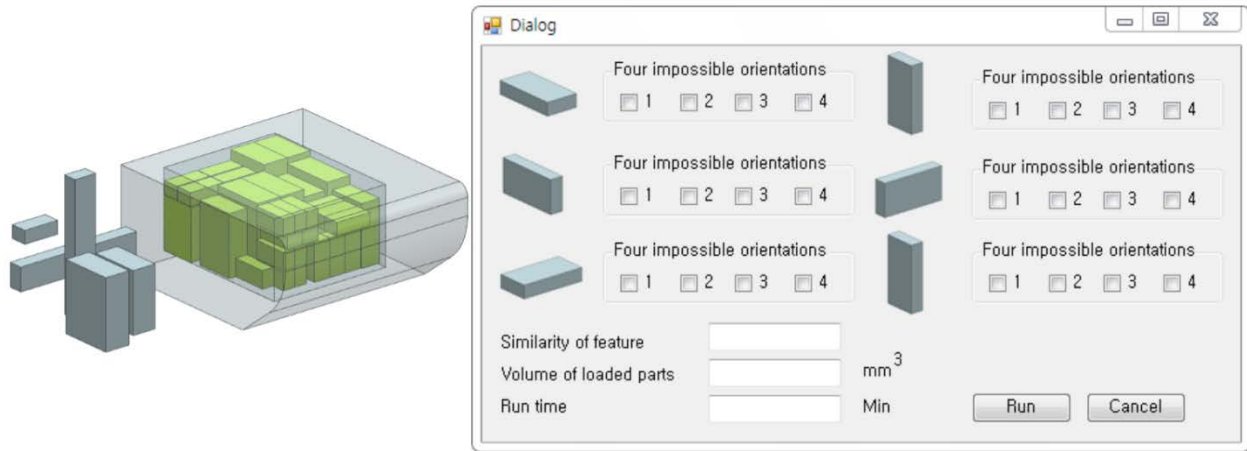 Dialog
Four impossible orientations
1 2 3 4
Four impossible orientations
1 2 3 4
Four impossible orientations
1 2 3 4
Four impossible orientations
1 2 3 4
Four impossible orientations
1 2 3 4
Four impossible orientations
1 2 3 4
Similarity of feature
Volume of loaded parts mm³
Run time Min
Run Cancel